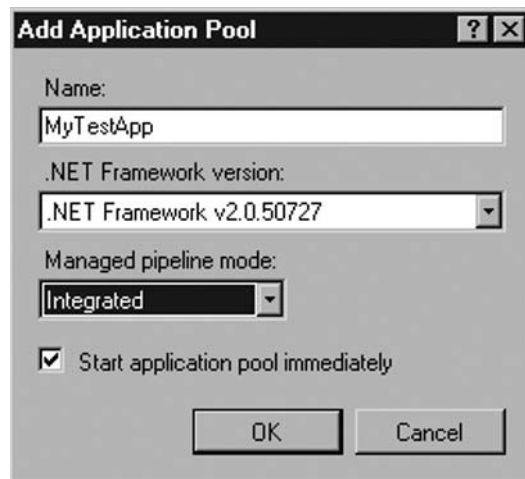 Add Application Pool
Name:
MyTestApp
.NET Framework version:
.NET Framework v2.0.50727
Managed pipeline mode:
Integrated
Start application pool immediately
OK Cancel